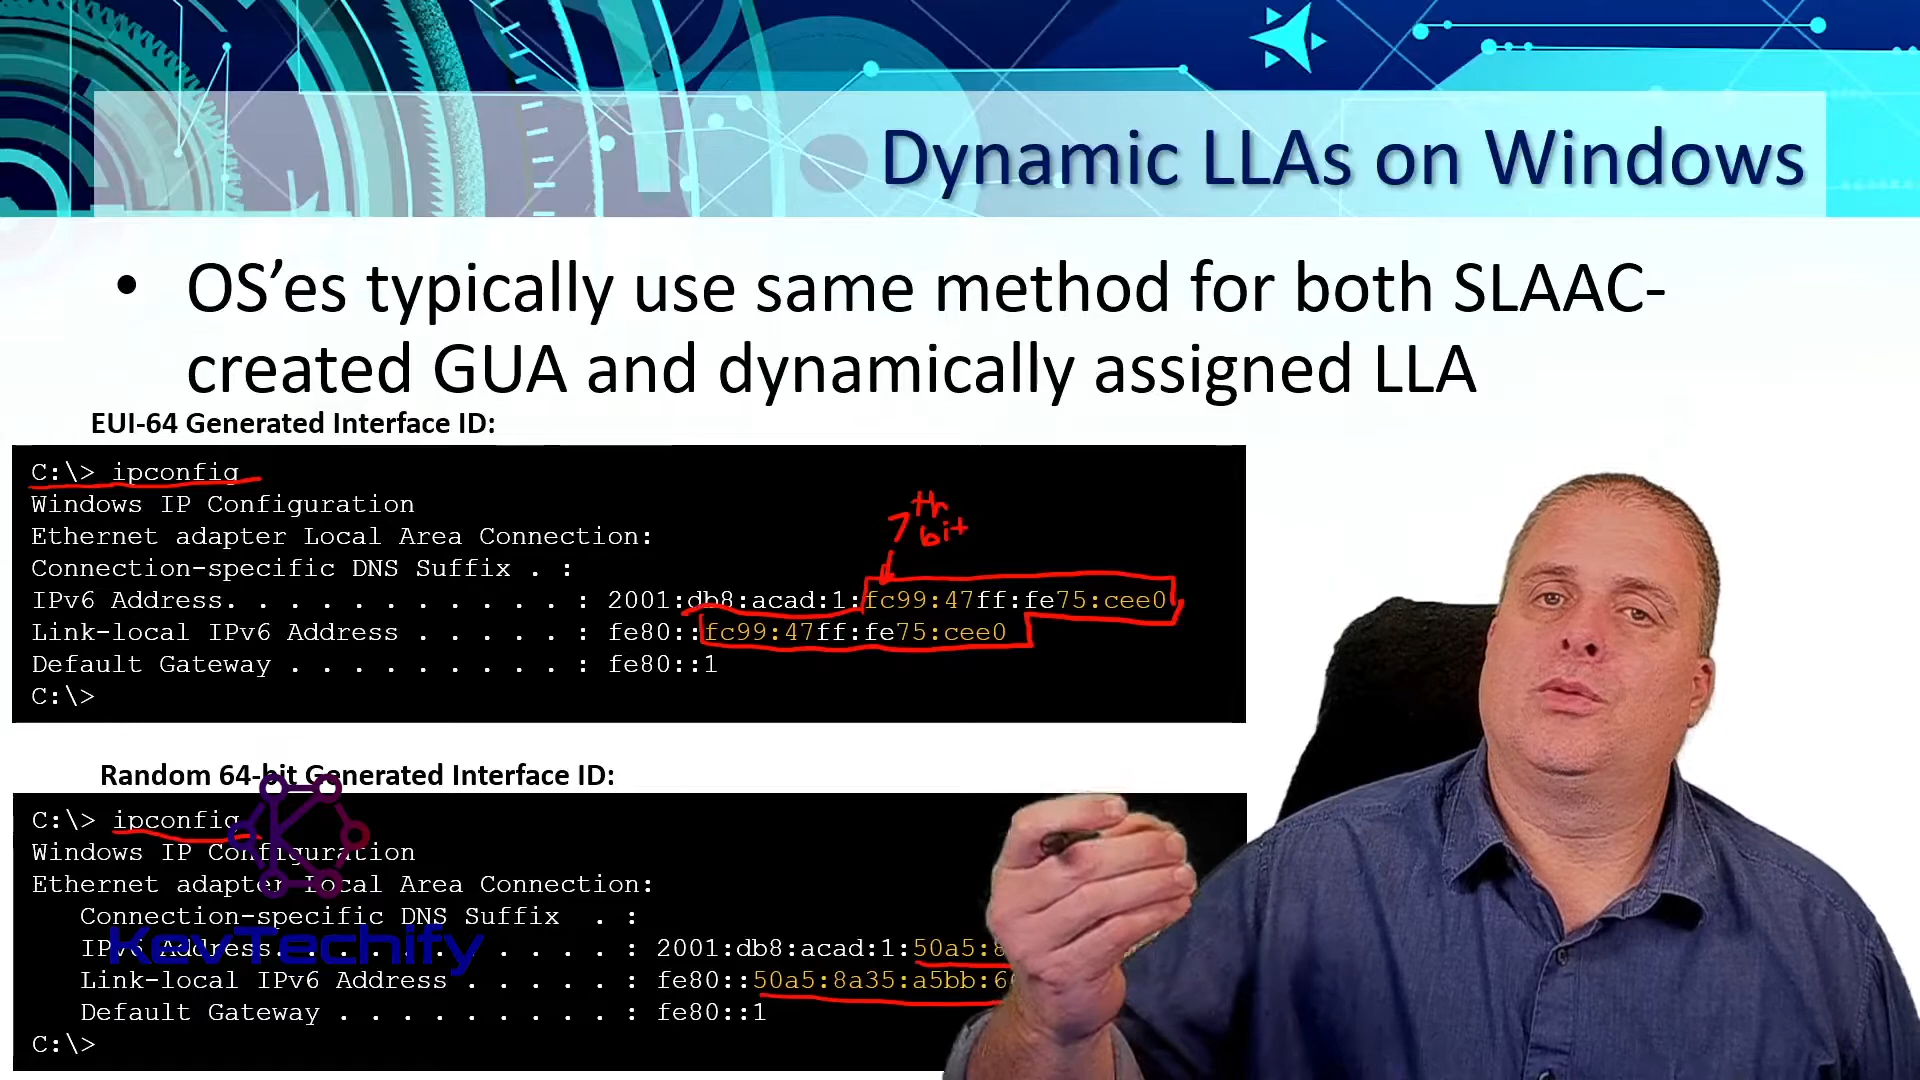 Dynamic LLAs on Windows
• OS’es typically use same method for both SLAAC-
created GUA and dynamically assigned LLA
EUI-64 Generated Interface ID:
C:\> ipconfig
Windows IP Configuration
Ethernet adapter Local Area Connection:
Connection-specific DNS Suffix . :
IPv6 Address. . . . . . . . . . . : 2001:db8:acad:1:fc99:47ff:fe75:cee0
Link-local IPv6 Address . . . . . : fe80::fc99:47ff:fe75:cee0
Default Gateway . . . . . . . . . : fe80::1
C:\>
7th
bit
Random 64-bit Generated Interface ID:
C:\> ipconfig
Windows IP Configuration
Ethernet adapter Local Area Connection:
Connection-specific DNS Suffix . :
IPv6 Address. . . . . . . . . . . : 2001:db8:acad:1:50a5:8
Link-local IPv6 Address . . . . . : fe80::50a5:8a35:a5bb:6
Default Gateway . . . . . . . . . : fe80::1
C:\>
KevTechify